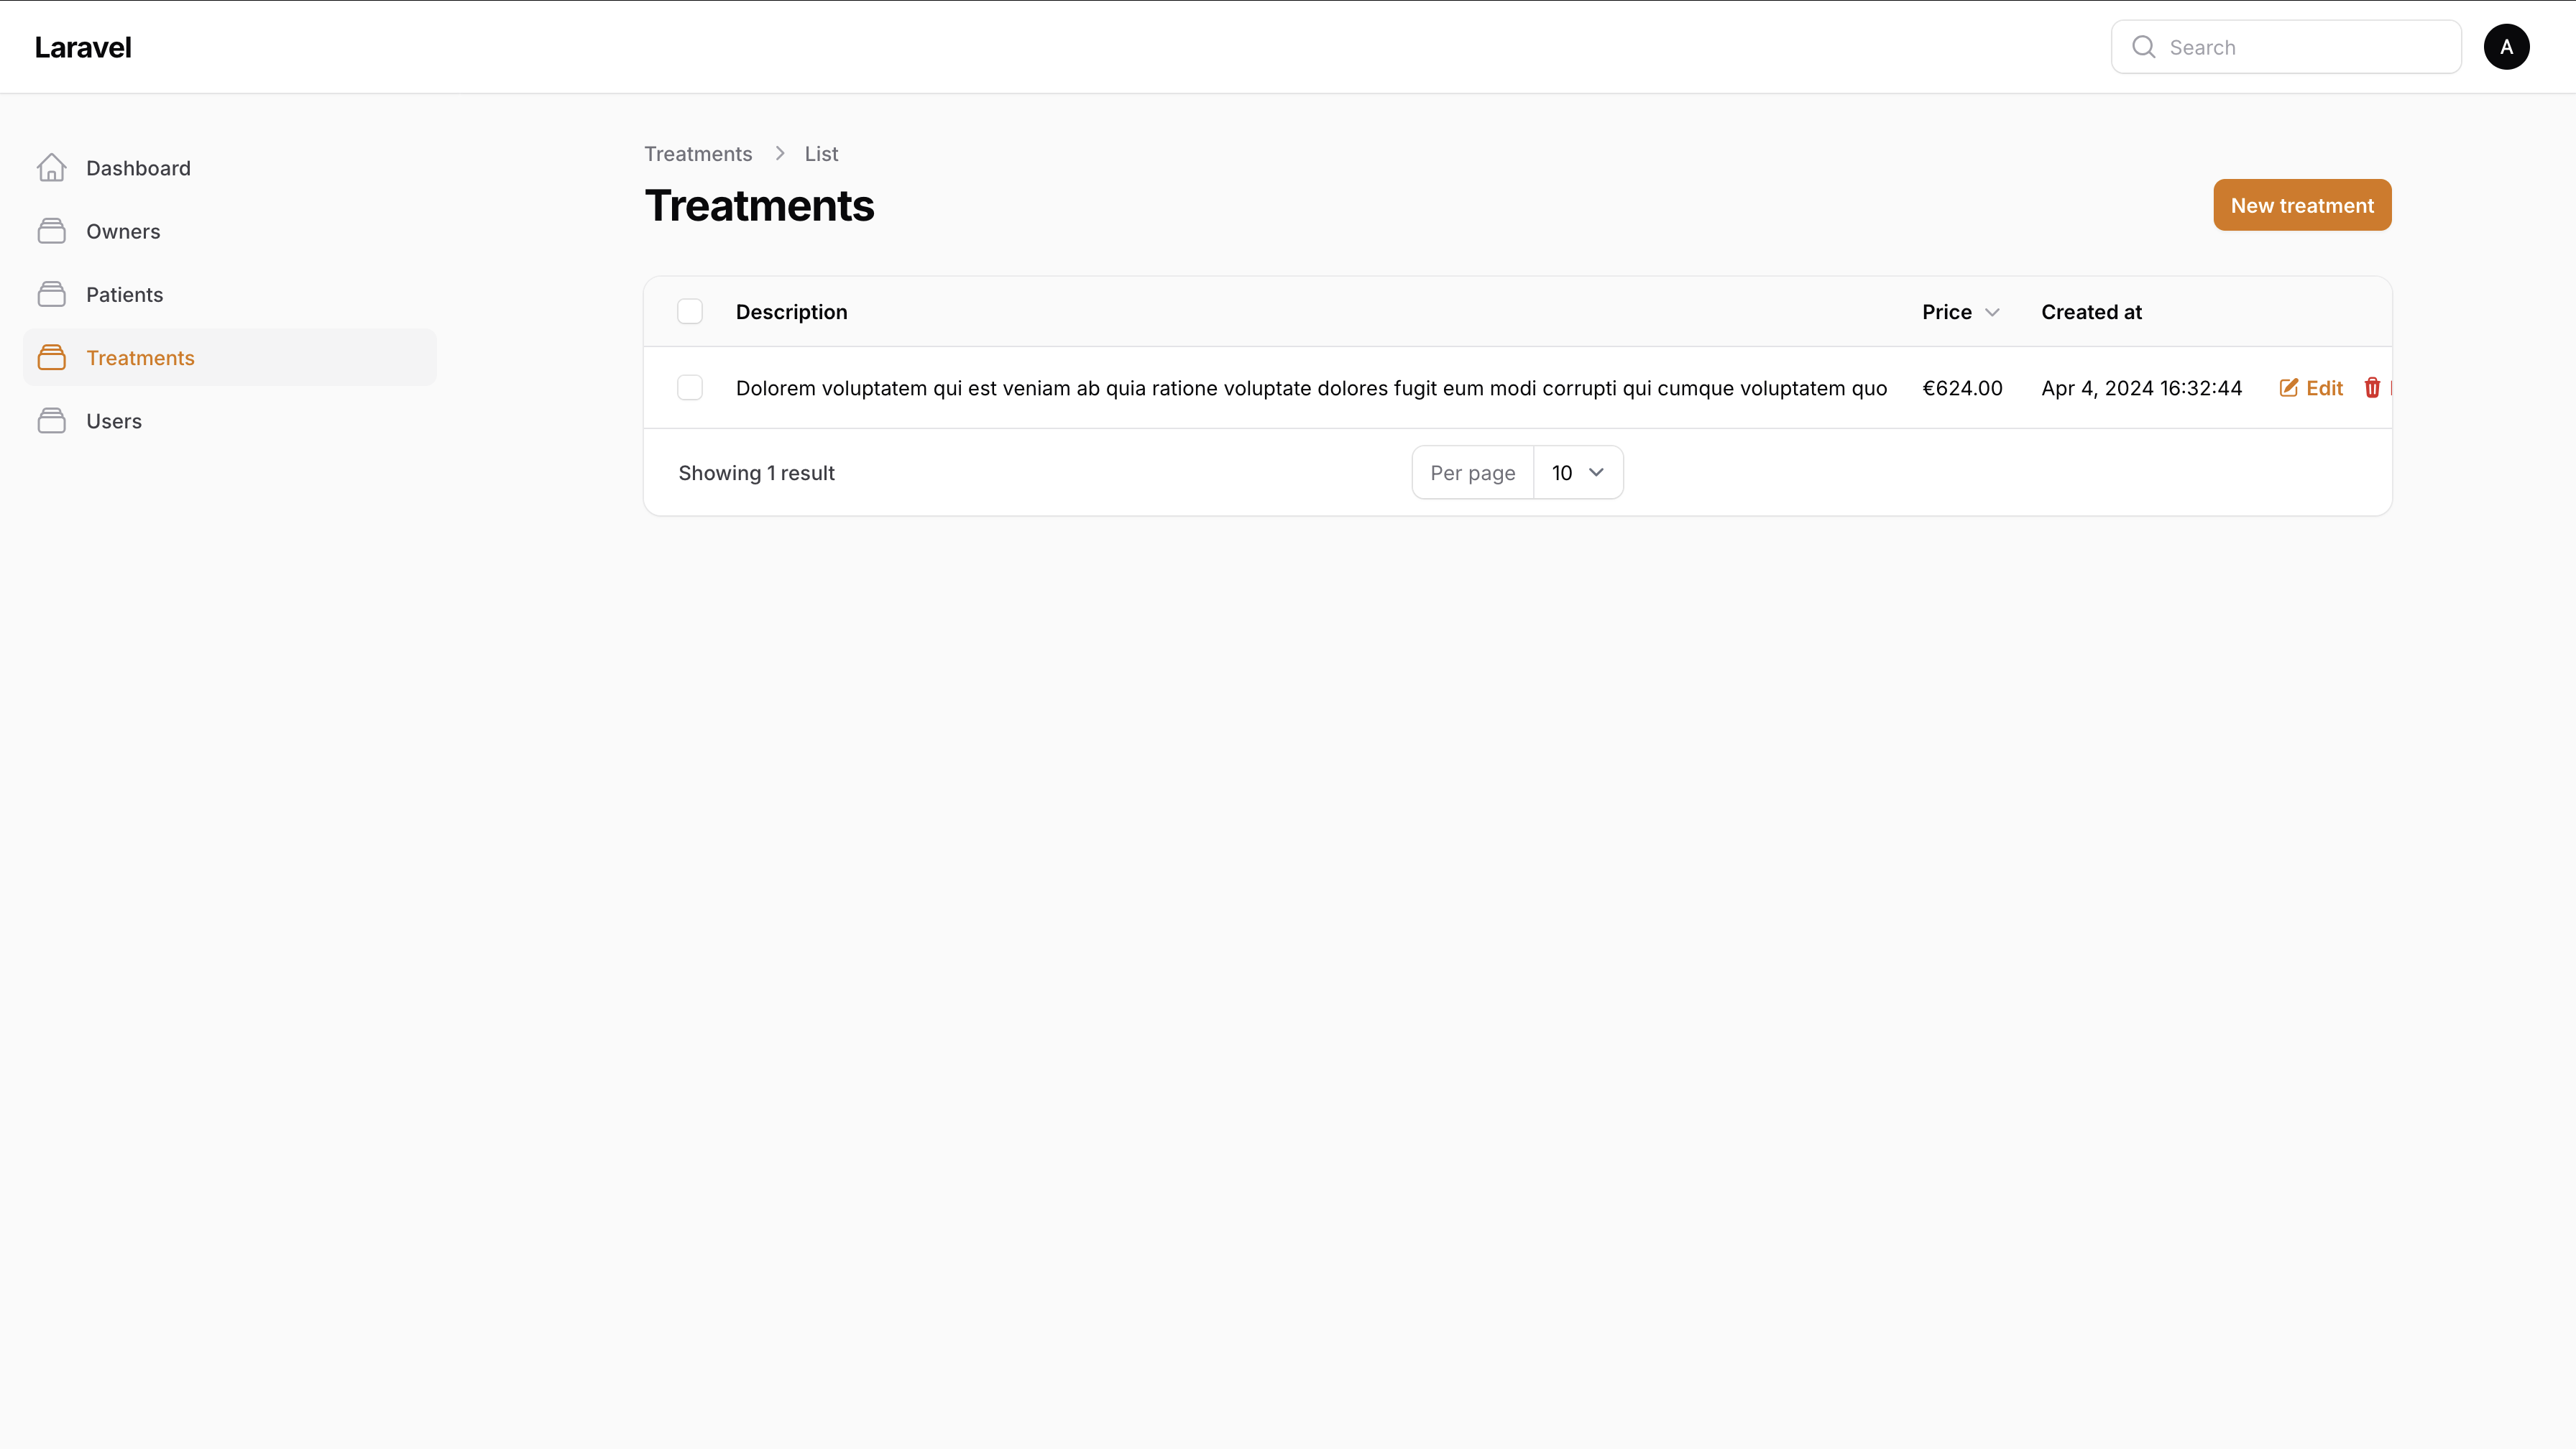 Laravel
Search
A
Dashboard
Owners
Patients
Treatments
Users
Treatments > List
Treatments
New treatment
Description Price Created at
Dolorem voluptatem qui est veniam ab quia ratione voluptate dolores fugit eum modi corrupti qui cumque voluptatem quo €624.00 Apr 4, 2024 16:32:44 Edit
Showing 1 result
Per page 10